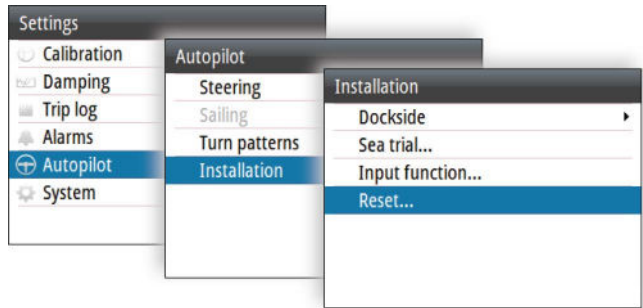 Settings
Calibration
Damping
Trip log
Alarms
Autopilot
System
Autopilot
Steering
Sailing
Turn patterns
Installation
Installation
Dockside
Sea trial...
Input function...
Reset...